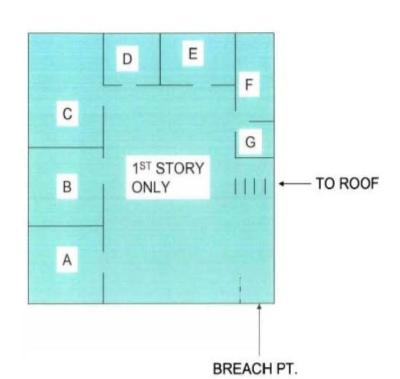 D
E
F
C
G
1ST STORY
ONLY
B
TO ROOF
A
BREACH PT.